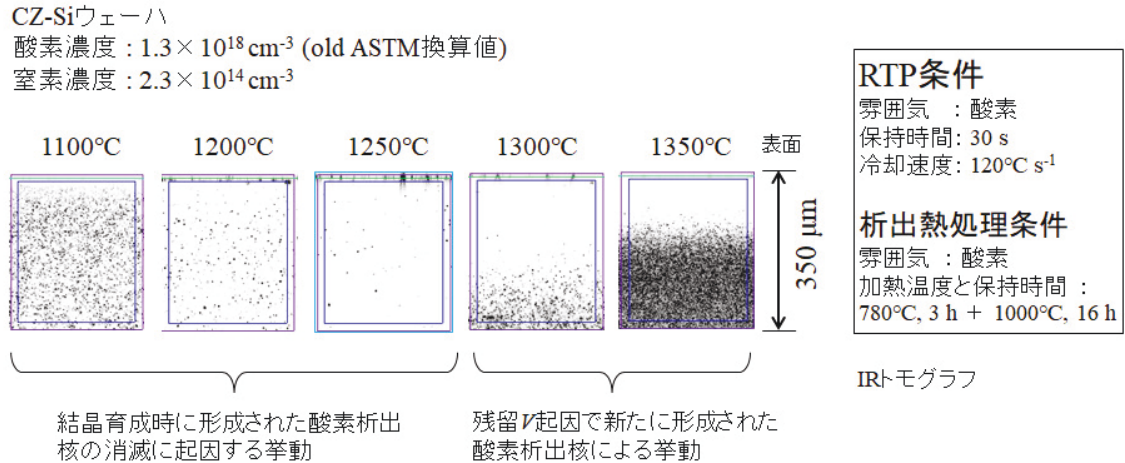 CZ-Siウェーハ
酸素濃度 : 1.3× 10¹⁸ cm⁻³ (old ASTM換算値)
窒素濃度 : 2.3× 10¹⁴ cm⁻³
1100℃ 1200℃ 1250℃ 1300℃ 1350℃ 表面
350 μm
結晶育成時に形成された酸素析出
核の消滅に起因する挙動
残留V起因で新たに形成された
酸素析出核による挙動
RTP条件
雰囲気 : 酸素
保持時間: 30 s
冷却速度: 120℃ s⁻¹
析出熱処理条件
雰囲気 : 酸素
加熱温度と保持時間 :
780℃, 3 h + 1000℃, 16 h
IRトモグラフ